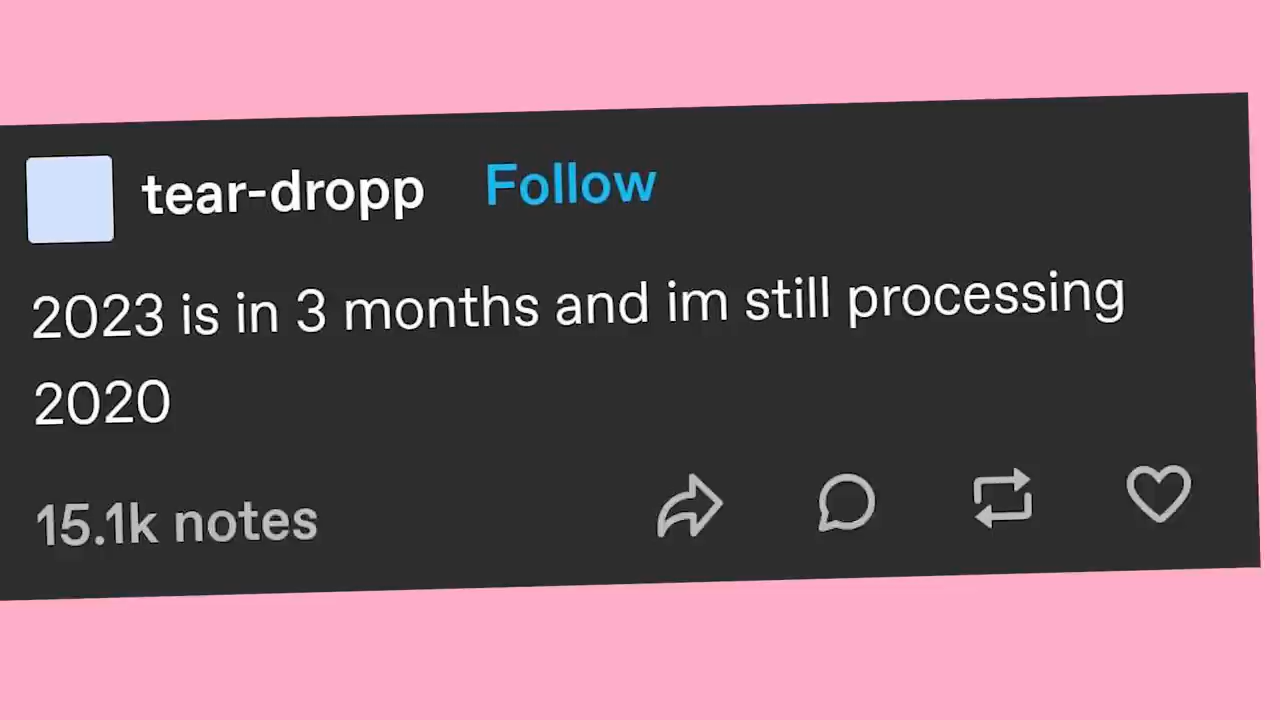 tear-dropp Follow
2023 is in 3 months and im still processing
2020
15.1k notes